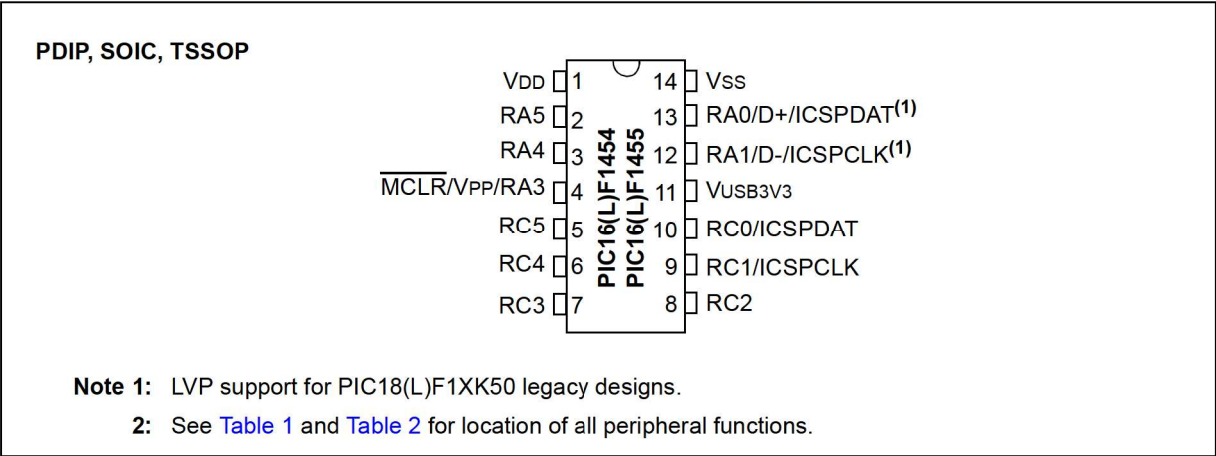 PDIP, SOIC, TSSOP
VDD 1 14 VSS
RA5 2 13 RA0/D+/ICSPDAT(1)
RA4 3 12 RA1/D-/ICSPCLK(1)
MCLR/VPP/RA3 4 11 VUSB3V3
RC5 5 10 RC0/ICSPDAT
RC4 6 9 RC1/ICSPCLK
RC3 7 8 RC2
PIC16(L)F1454
PIC16(L)F1455
Note 1: LVP support for PIC18(L)F1XK50 legacy designs.
2: See Table 1 and Table 2 for location of all peripheral functions.